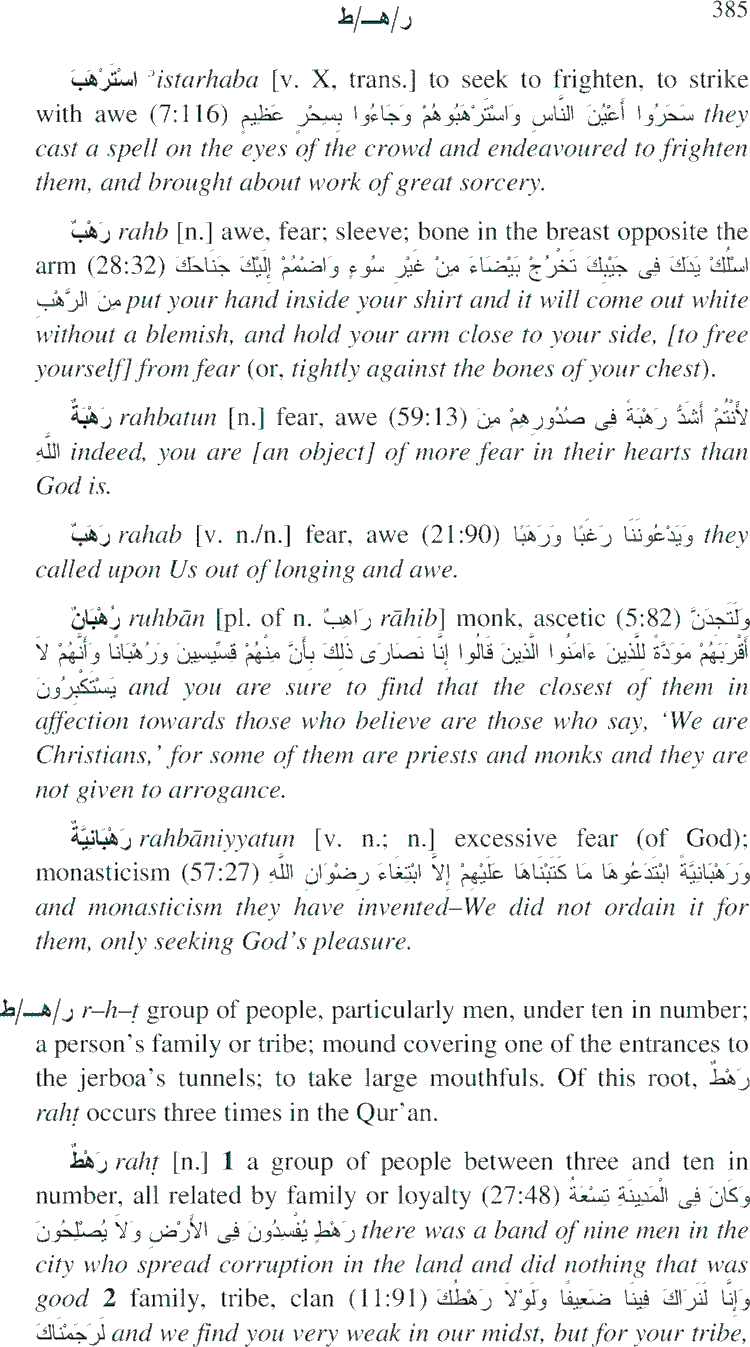 ر/هـ/ط 385
اسْتَرْهَبَ ʾistarhaba [v. X, trans.] to seek to frighten, to strike
with awe (7:116) سَحَرُوا أَعْيُنَ النَّاسِ وَاسْتَرْهَبُوهُمْ وَجَاءُوا بِسِحْرٍ عَظِيمٍ they
cast a spell on the eyes of the crowd and endeavoured to frighten
them, and brought about work of great sorcery.
رَهْبٌ rahb [n.] awe, fear; sleeve; bone in the breast opposite the
arm (28:32) اسْلُكْ يَدَكَ فِى جَيْبِكَ تَخْرُجْ بَيْضَاءَ مِنْ غَيْرِ سُوءٍ وَاضْمُمْ إِلَيْكَ جَنَاحَكَ
مِنَ الرَّهْبِ put your hand inside your shirt and it will come out white
without a blemish, and hold your arm close to your side, [to free
yourself] from fear (or, tightly against the bones of your chest).
رَهْبَةٌ rahbatun [n.] fear, awe (59:13) لأَنْتُمْ أَشَدُّ رَهْبَةً فِى صُدُورِهِمْ مِنَ
اللَّهِ indeed, you are [an object] of more fear in their hearts than
God is.
رَهَبٌ rahab [v. n./n.] fear, awe (21:90) وَيَدْعُونَنَا رَغَبًا وَرَهَبًا they
called upon Us out of longing and awe.
رُهْبَانٌ ruhbān [pl. of n. رَاهِبٌ rāhib] monk, ascetic (5:82) وَلَتَجِدَنَّ
أَقْرَبَهُمْ مَوَدَّةً لِلَّذِينَ ءَامَنُوا الَّذِينَ قَالُوا إِنَّا نَصَارَى ذَلِكَ بِأَنَّ مِنْهُمْ قِسِّيسِينَ وَرُهْبَانًا وَأَنَّهُمْ لاَ
يَسْتَكْبِرُونَ and you are sure to find that the closest of them in
affection towards those who believe are those who say, ‘We are
Christians,’ for some of them are priests and monks and they are
not given to arrogance.
رَهْبَانِيَّةٌ rahbāniyyatun [v. n.; n.] excessive fear (of God);
monasticism (57:27) وَرَهْبَانِيَّةً ابْتَدَعُوهَا مَا كَتَبْنَاهَا عَلَيْهِمْ إِلاَّ ابْتِغَاءَ رِضْوَانِ اللَّهِ
and monasticism they have invented–We did not ordain it for
them, only seeking God’s pleasure.
ر/هـ/ط r–h–ṭ group of people, particularly men, under ten in number;
a person’s family or tribe; mound covering one of the entrances to
the jerboa’s tunnels; to take large mouthfuls. Of this root, رَهْطٌ
rahṭ occurs three times in the Qur’an.
رَهْطٌ rahṭ [n.] 1 a group of people between three and ten in
number, all related by family or loyalty (27:48) وَكَانَ فِى الْمَدِينَةِ تِسْعَةُ
رَهْطٍ يُفْسِدُونَ فِى الأَرْضِ وَلاَ يُصْلِحُونَ there was a band of nine men in the
city who spread corruption in the land and did nothing that was
good 2 family, tribe, clan (11:91) وَإِنَّا لَنَرَاكَ فِينَا ضَعِيفًا وَلَوْلاَ رَهْطُكَ
لَرَجَمْنَاكَ and we find you very weak in our midst, but for your tribe,